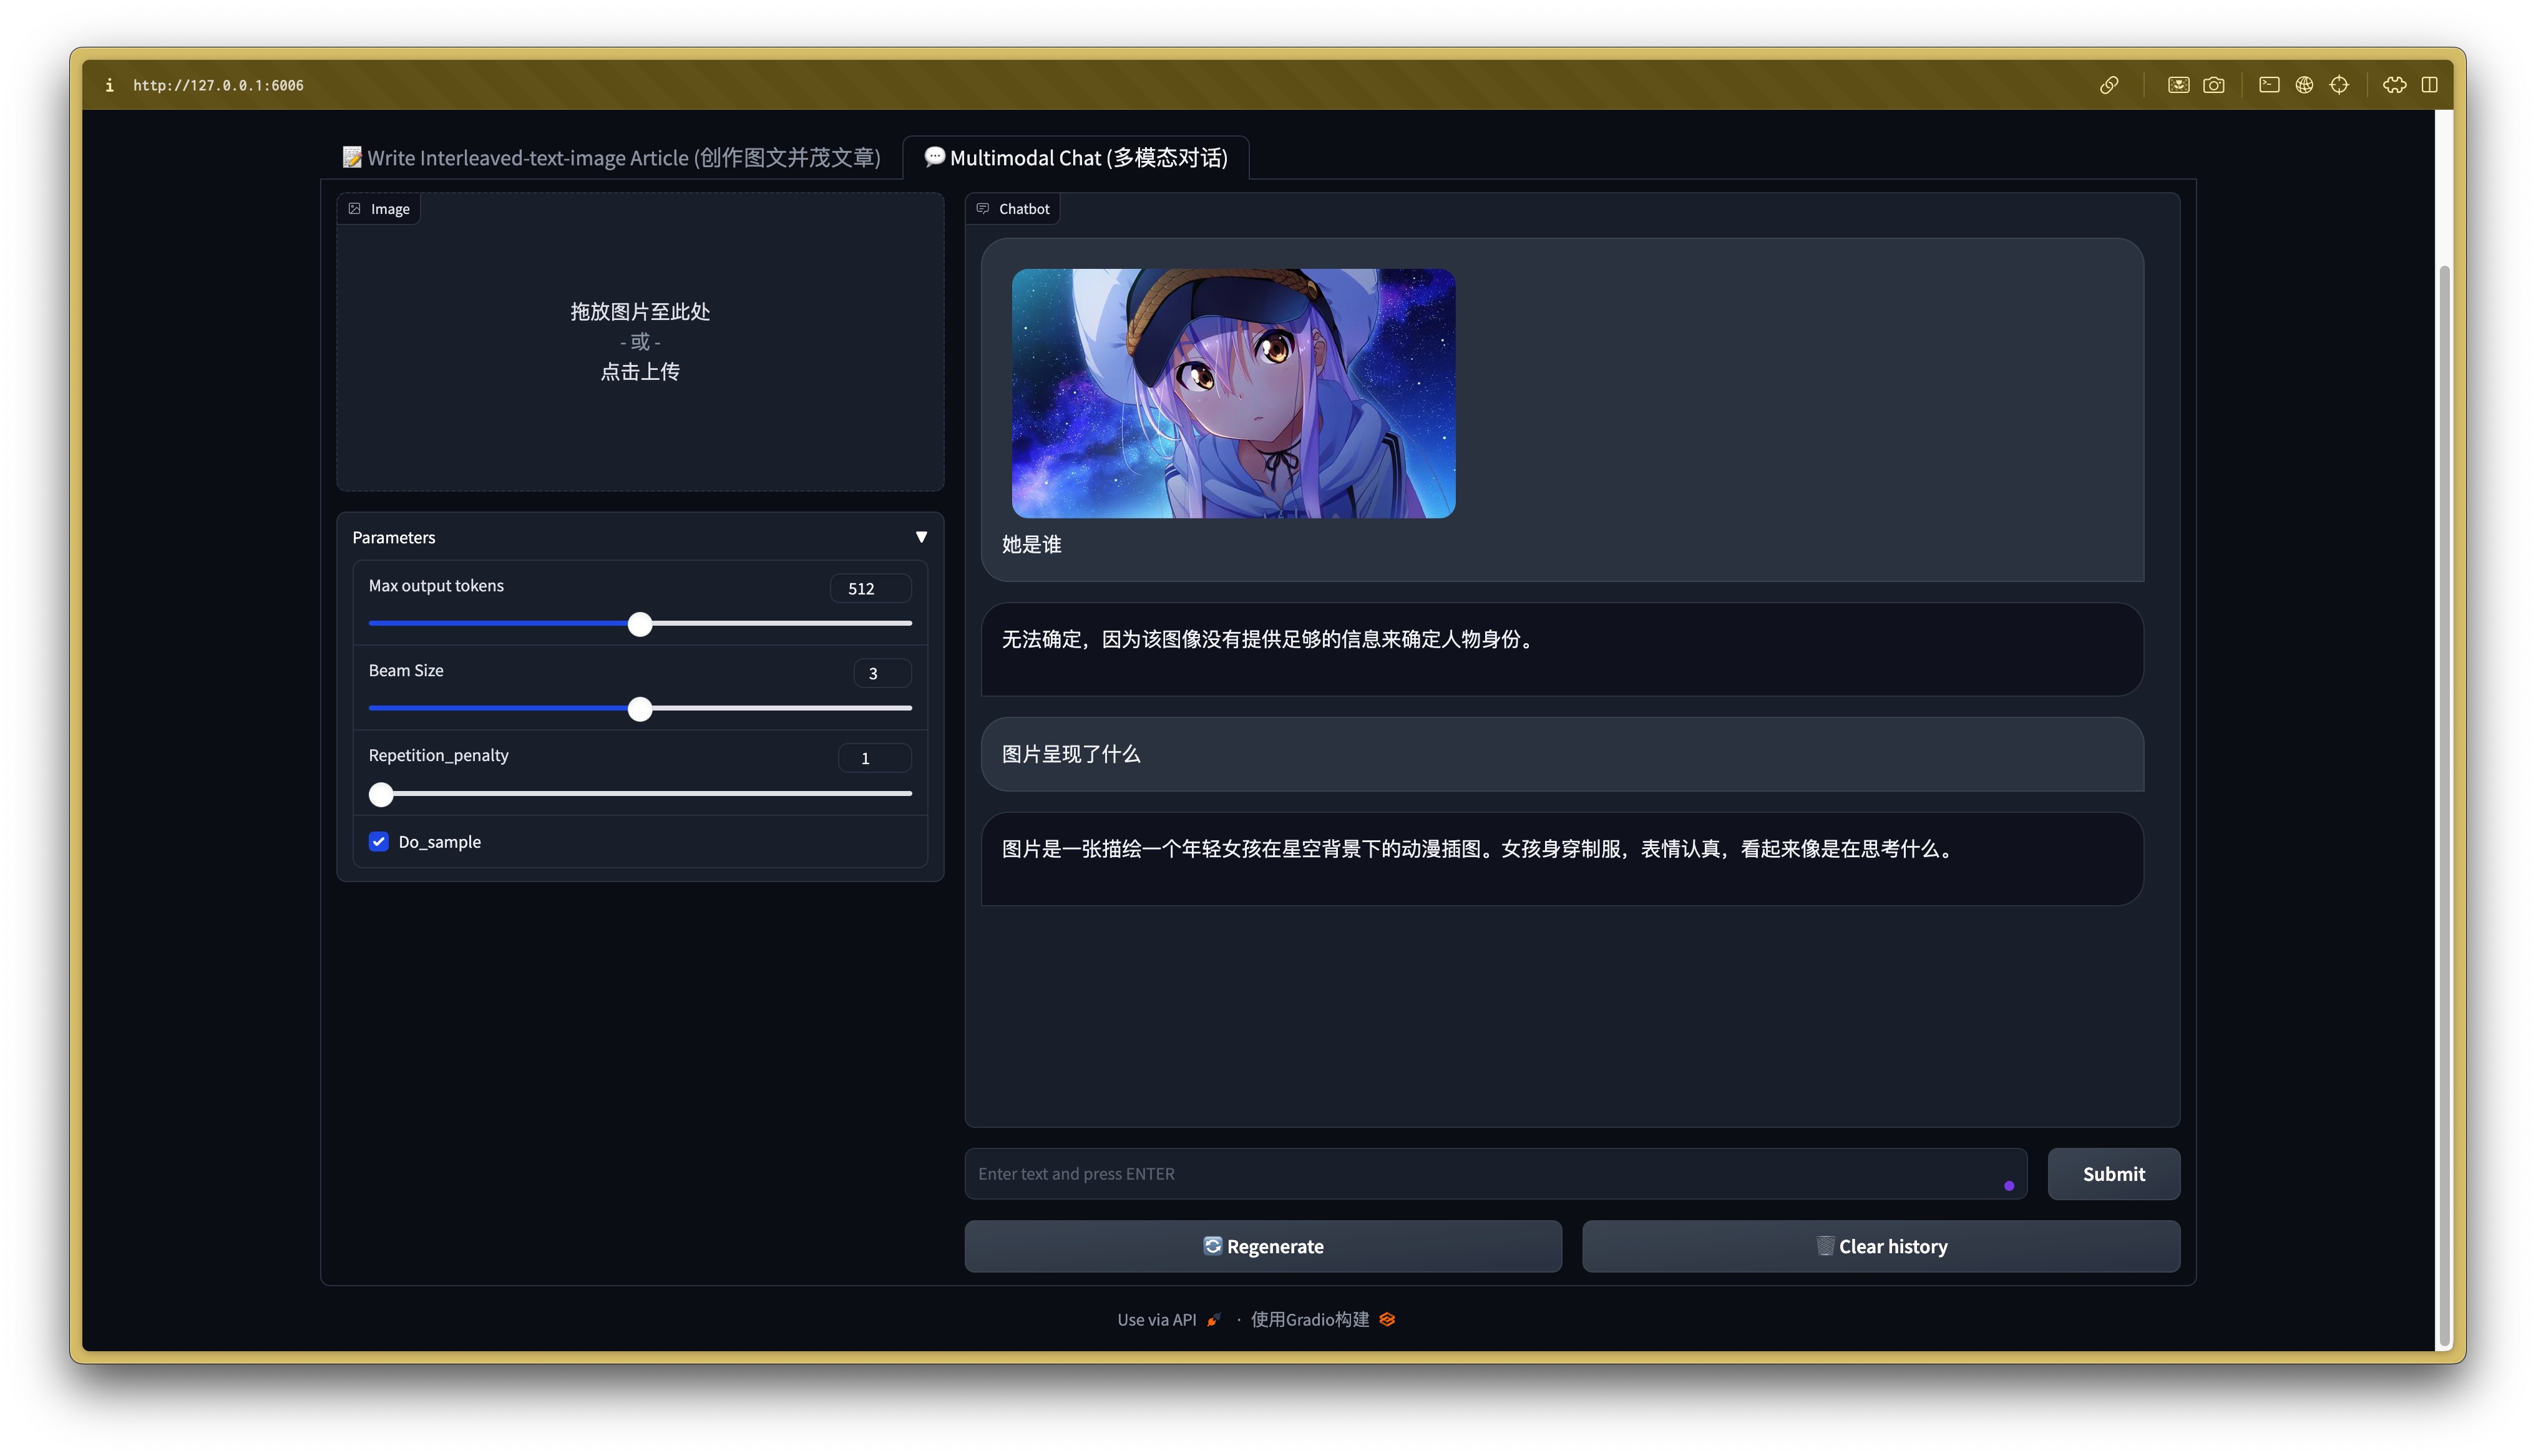 http://127.0.0.1:6006
📝 Write Interleaved-text-image Article (创作图文并茂文章)
💬 Multimodal Chat (多模态对话)
Image
拖放图片至此处
- 或 -
点击上传
Parameters
Max output tokens
512
Beam Size
3
Repetition_penalty
1
Do_sample
Chatbot
她是谁
无法确定，因为该图像没有提供足够的信息来确定人物身份。
图片呈现了什么
图片是一张描绘一个年轻女孩在星空背景下的动漫插图。女孩身穿制服，表情认真，看起来像是在思考什么。
Enter text and press ENTER
Submit
🔄 Regenerate
🗑️ Clear history
Use via API 🚀 · 使用Gradio构建